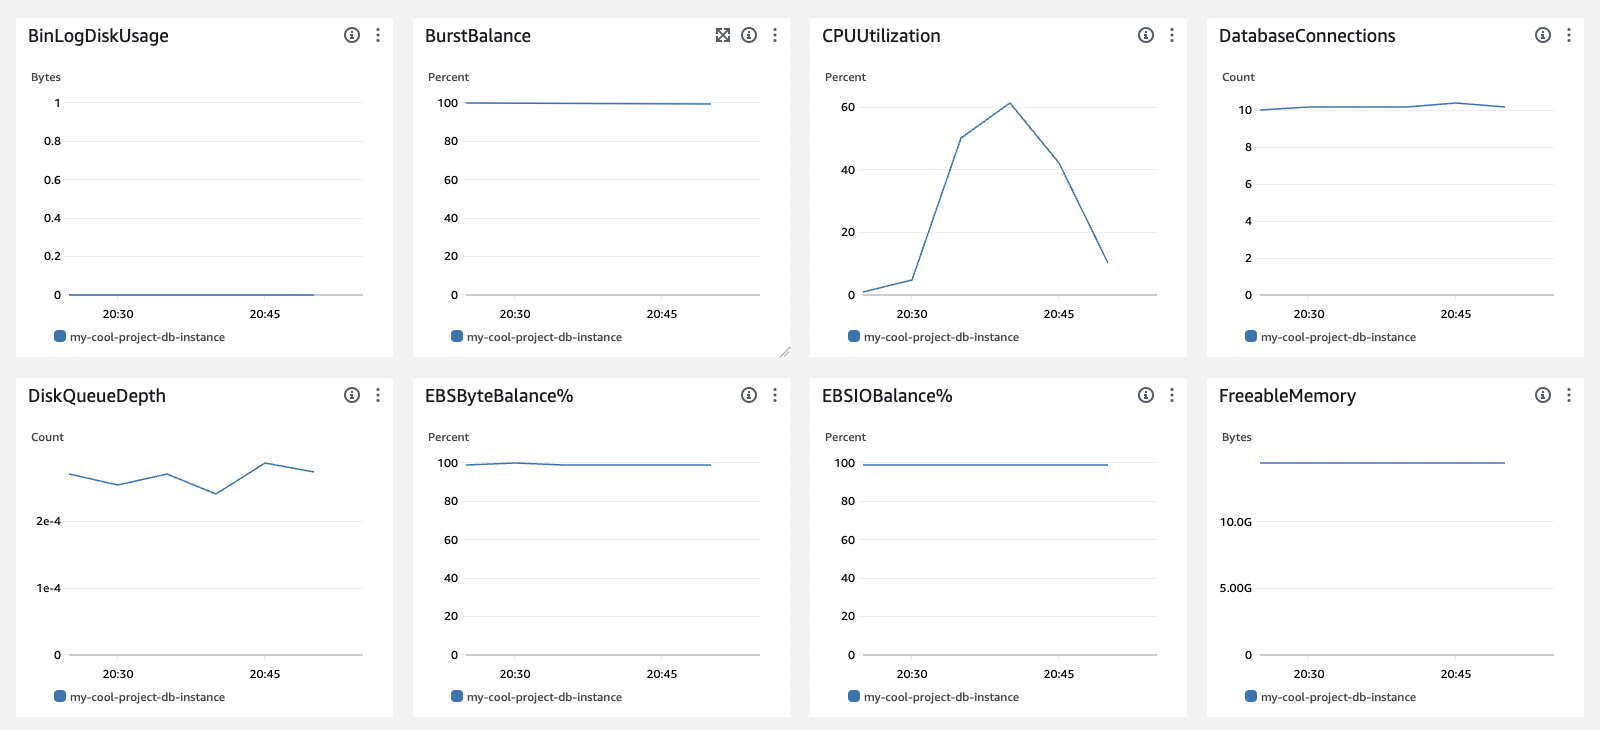 BinLogDiskUsage
Bytes
1
0.8
0.6
0.4
0.2
0
20:30 20:45
my-cool-project-db-instance
BurstBalance
Percent
100
80
60
40
20
0
20:30 20:45
my-cool-project-db-instance
CPUUtilization
Percent
60
40
20
0
20:30 20:45
my-cool-project-db-instance
DatabaseConnections
Count
10
8
6
4
2
0
20:30 20:45
my-cool-project-db-instance
DiskQueueDepth
Count
2e-4
1e-4
0
20:30 20:45
my-cool-project-db-instance
EBSByteBalance%
Percent
100
80
60
40
20
0
20:30 20:45
my-cool-project-db-instance
EBSIOBalance%
Percent
100
80
60
40
20
0
20:30 20:45
my-cool-project-db-instance
FreeableMemory
Bytes
10.0G
5.00G
0
20:30 20:45
my-cool-project-db-instance